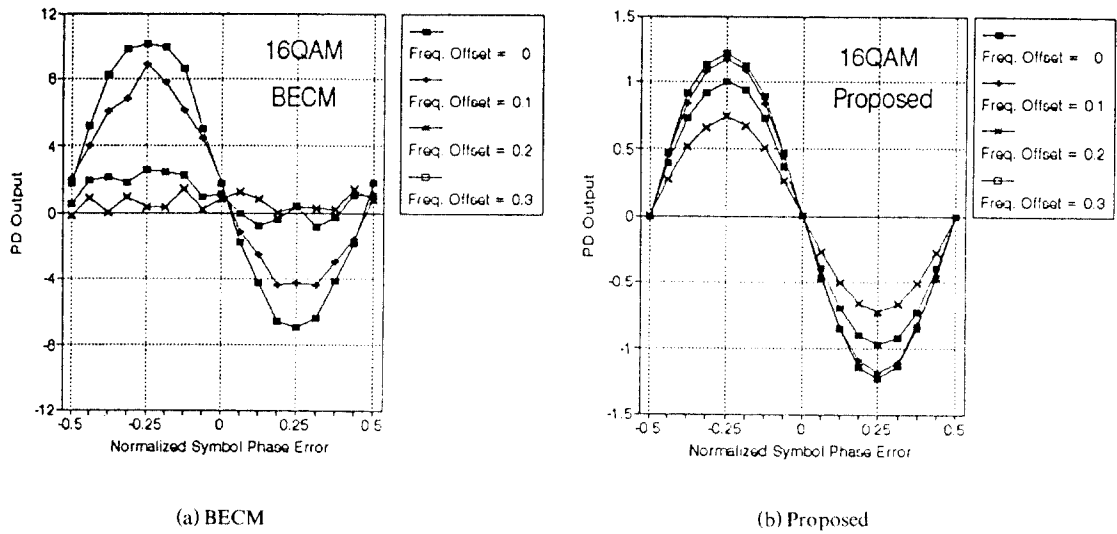 12
8
4
0
-4
-8
-12
PD Output
16QAM
BECM
-0.5
-0.25
0
0.25
0.5
Normalized Symbol Phase Error
Freq. Offset = 0
Freq. Offset = 0.1
Freq. Offset = 0.2
Freq. Offset = 0.3
(a) BECM
1.5
1
0.5
0
-0.5
-1
-1.5
PD Output
16QAM
Proposed
-0.5
-0.25
0
0.25
0.5
Normalized Symbol Phase Error
Freq. Offset = 0
Freq. Offset = 0.1
Freq. Offset = 0.2
Freq. Offset = 0.3
(b) Proposed